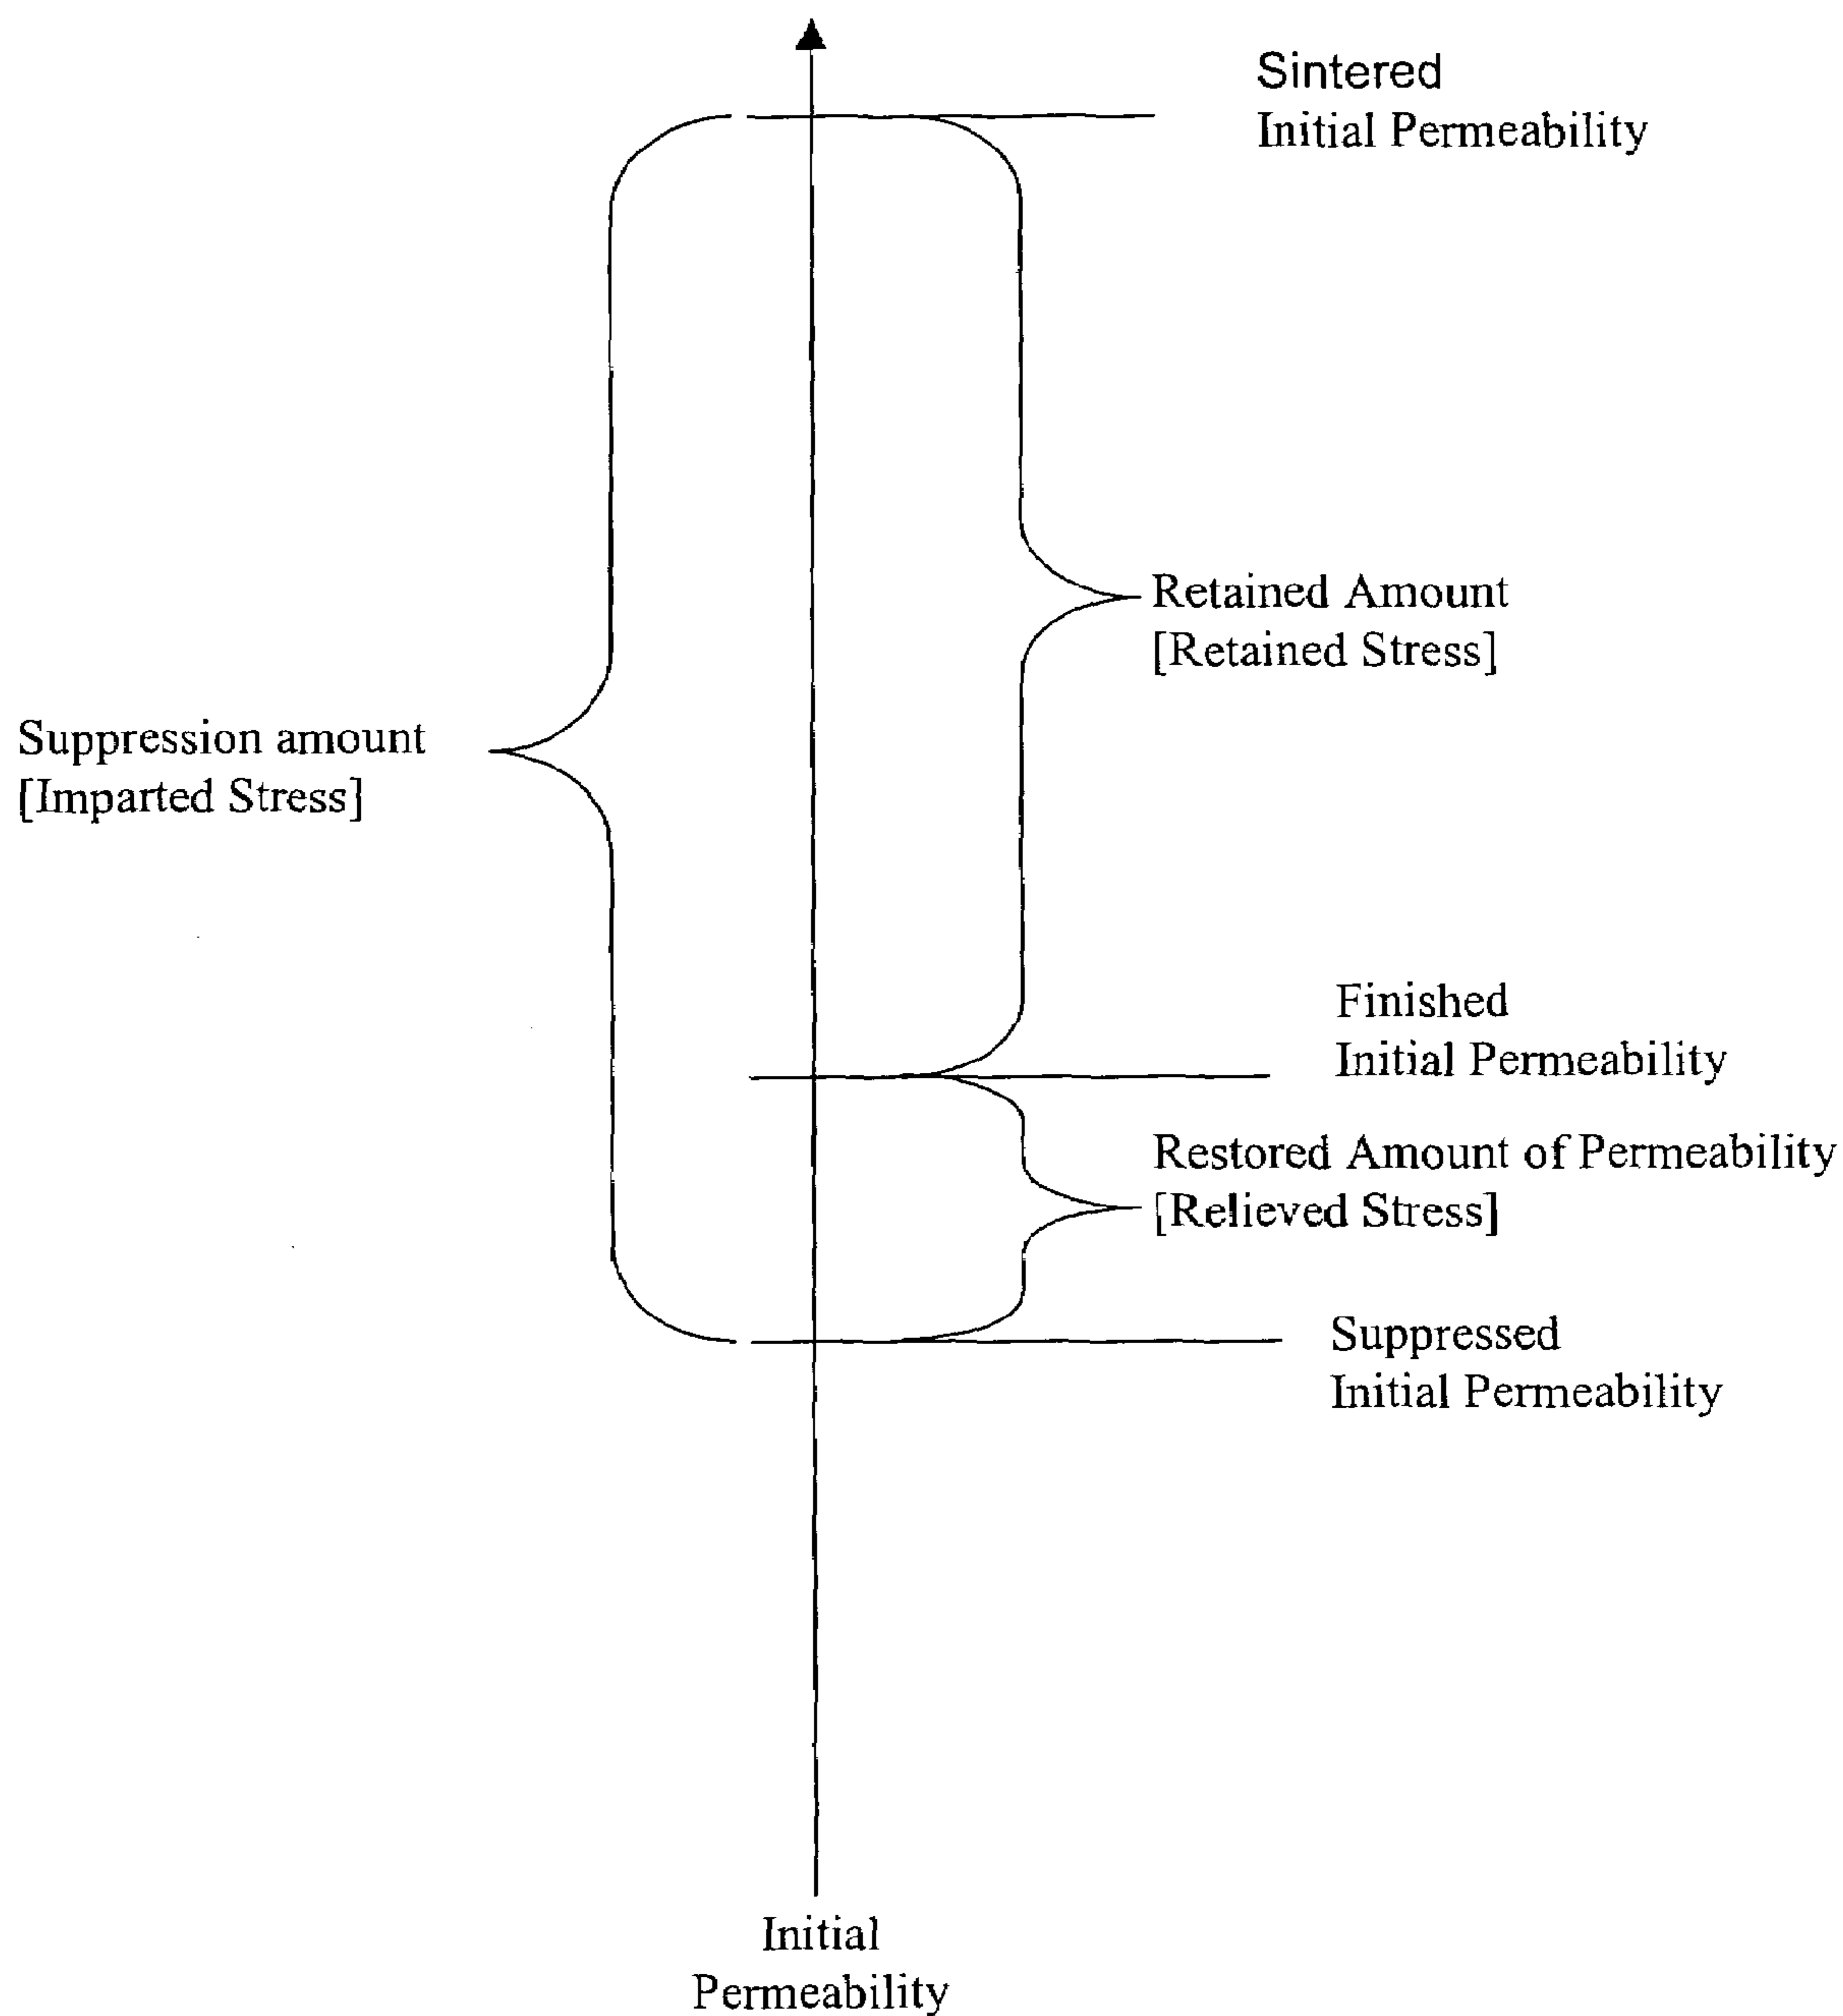 Sintered
Initial Permeability
Retained Amount
[Retained Stress]
Suppression amount
[Imparted Stress]
Finished
Initial Permeability
Restored Amount of Permeability
[Relieved Stress]
Suppressed
Initial Permeability
Initial
Permeability